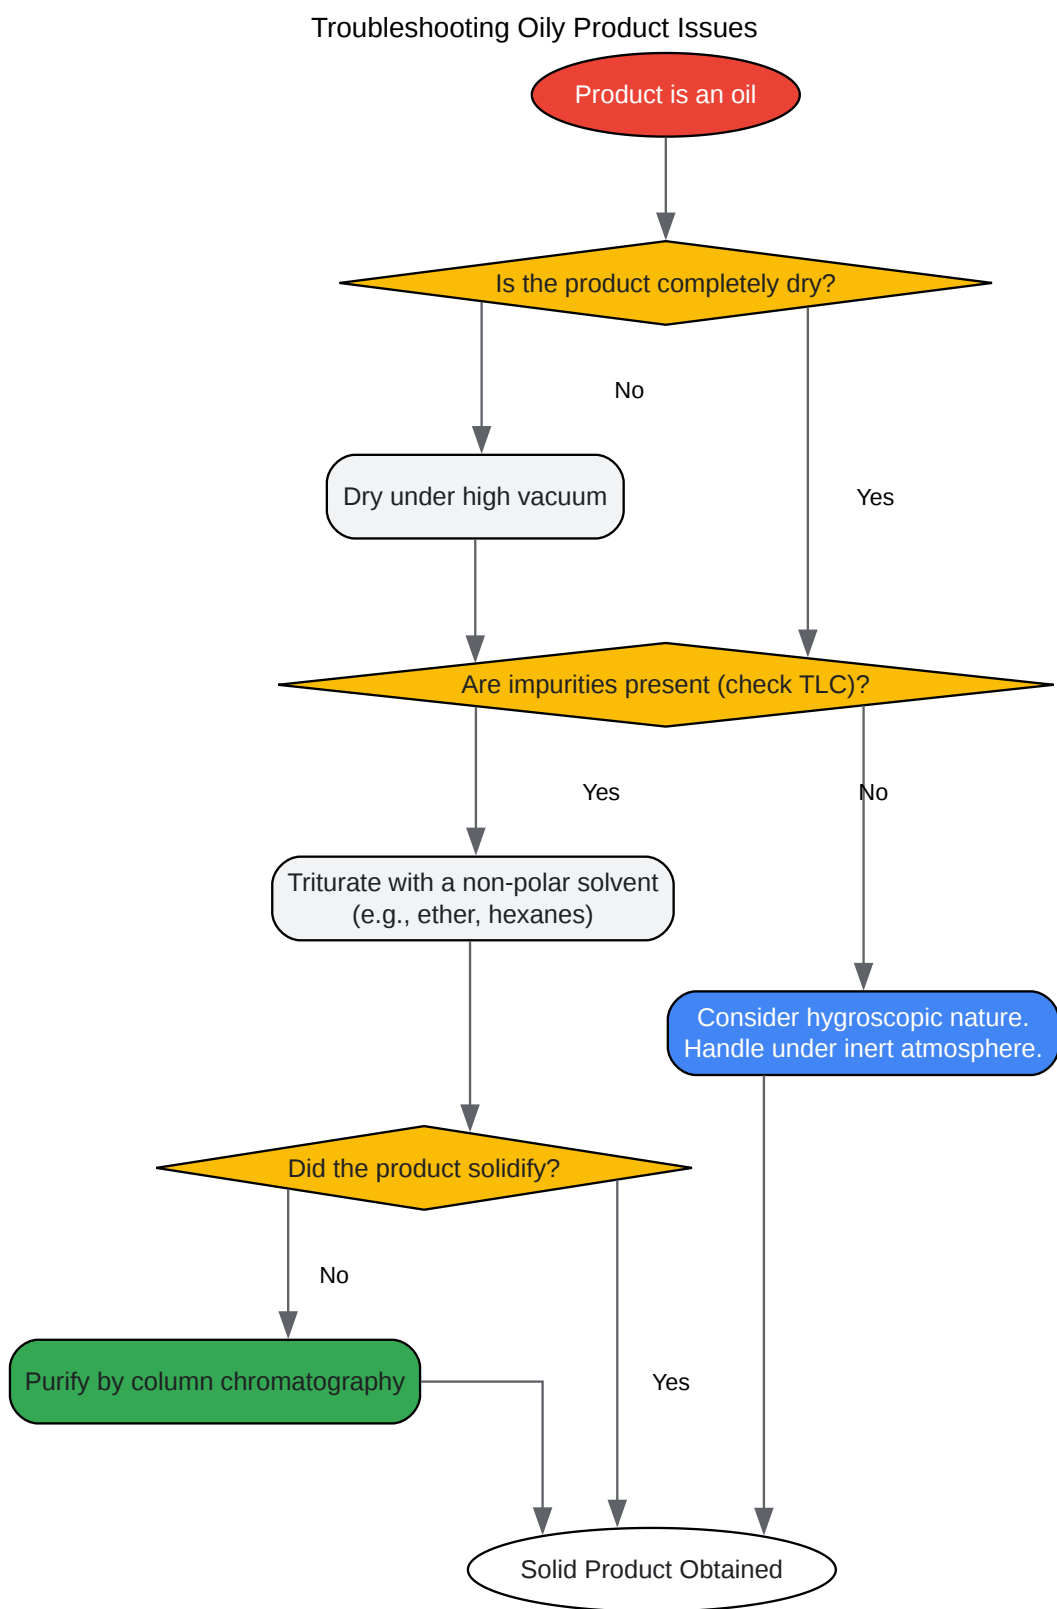 Troubleshooting Oily Product Issues
Product is an oil
Is the product completely dry?
No
Dry under high vacuum
Yes
Are impurities present (check TLC)?
Yes
No
Triturate with a non-polar solvent
(e.g., ether, hexanes)
Consider hygroscopic nature.
Handle under inert atmosphere.
Did the product solidify?
No
Purify by column chromatography
Yes
Solid Product Obtained